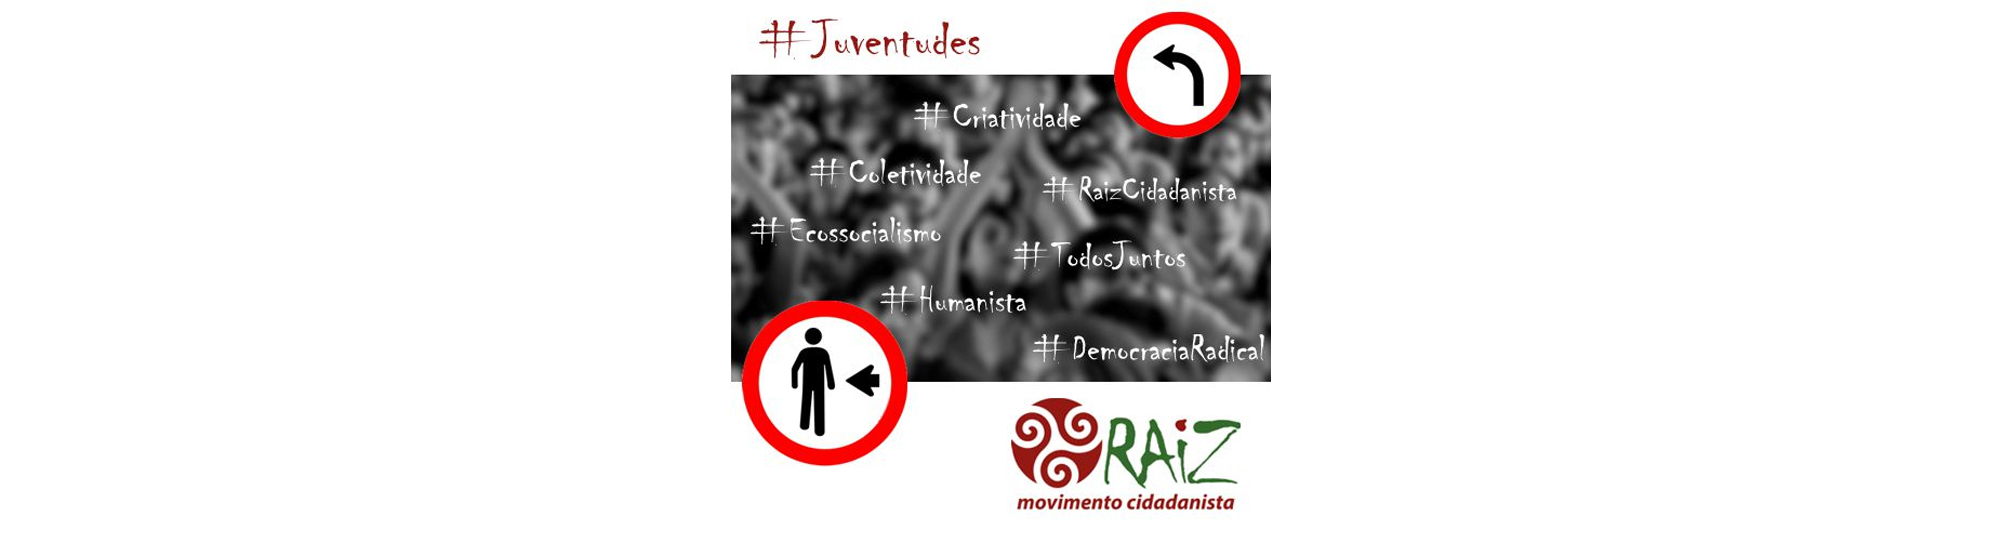 #Juventudes
#Criatividade
#Coletividade
#RaizCidadanista
#Ecossocialismo
#TodosJuntos
#Humanista
#DemocraciaRadical
RAiZ
movimento cidadanista